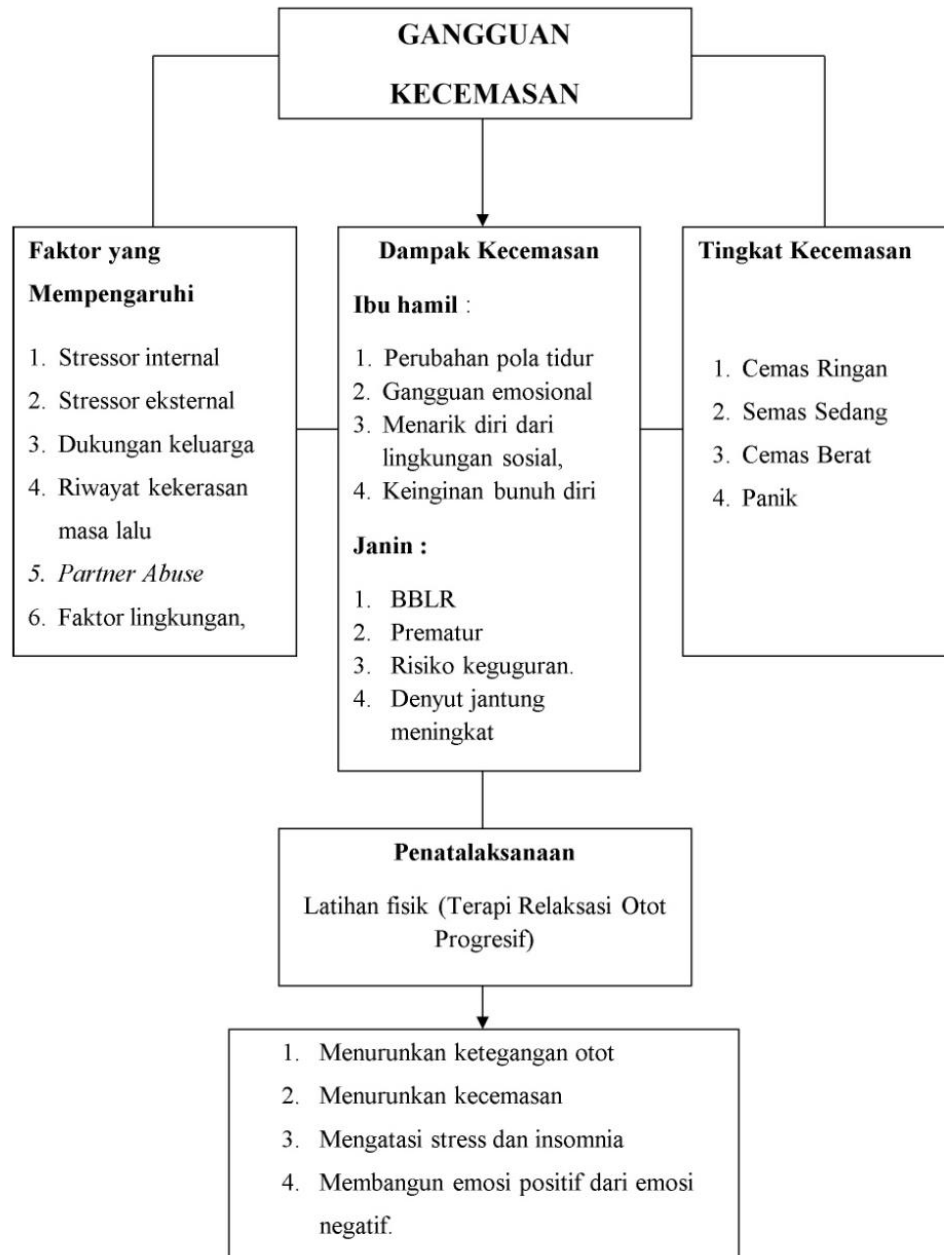 GANGGUAN
KECEMASAN
Faktor yang
Mempengaruhi
1. Stressor internal
2. Stressor eksternal
3. Dukungan keluarga
4. Riwayat kekerasan
masa lalu
5. Partner Abuse
6. Faktor lingkungan,
Dampak Kecemasan
Ibu hamil :
1. Perubahan pola tidur
2. Gangguan emosional
3. Menarik diri dari
lingkungan sosial,
4. Keinginan bunuh diri
Janin :
1. BBLR
2. Prematur
3. Risiko keguguran.
4. Denyut jantung
meningkat
Tingkat Kecemasan
1. Cemas Ringan
2. Semas Sedang
3. Cemas Berat
4. Panik
Penatalaksanaan
Latihan fisik (Terapi Relaksasi Otot
Progresif)
1. Menurunkan ketegangan otot
2. Menurunkan kecemasan
3. Mengatasi stress dan insomnia
4. Membangun emosi positif dari emosi
negatif.